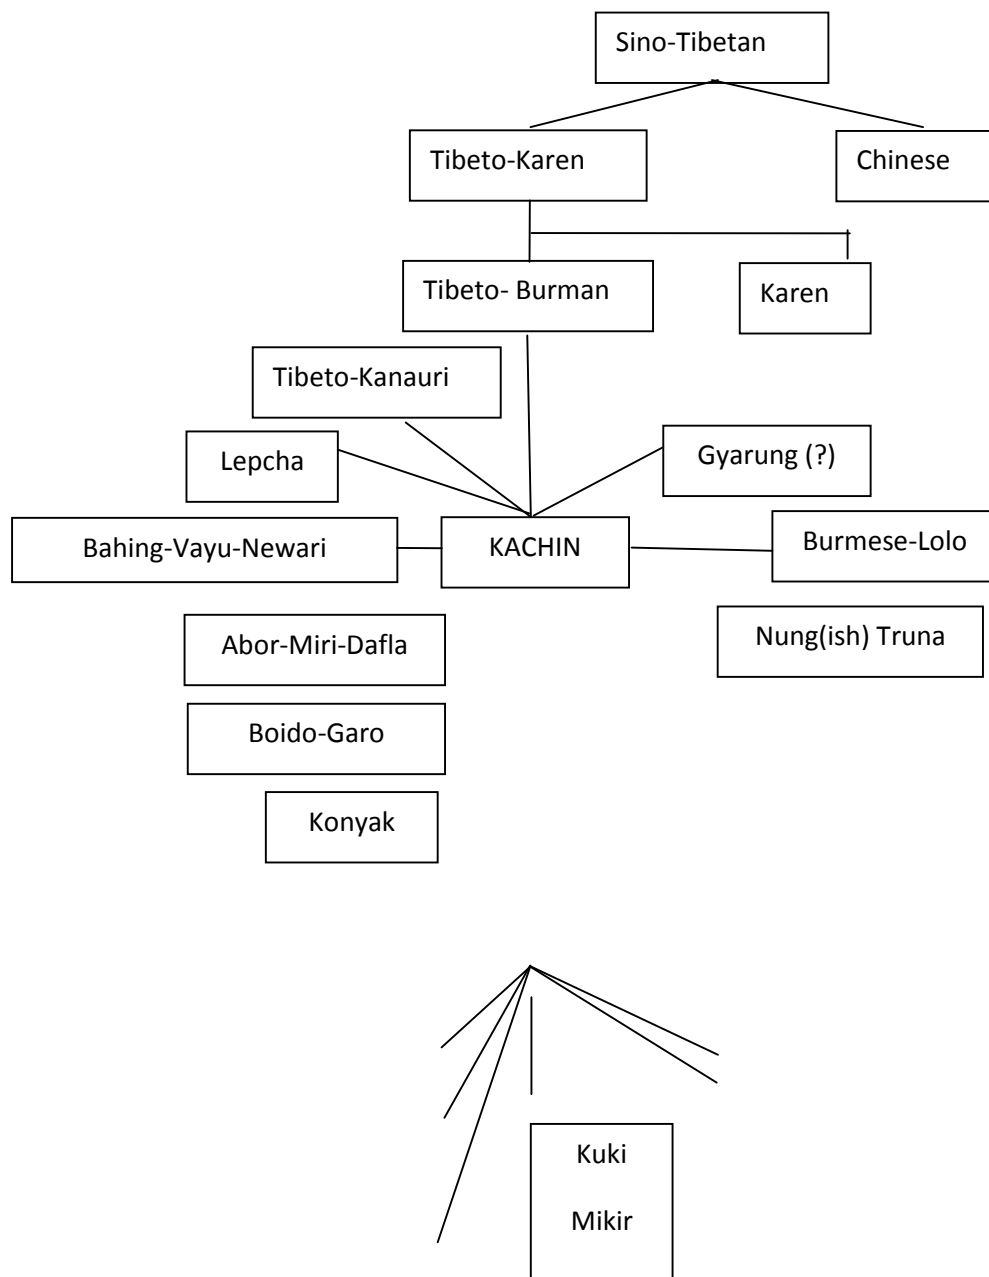 Sino-Tibetan
Tibeto-Karen
Chinese
Tibeto- Burman
Karen
Tibeto-Kanauri
Lepcha
Gyarung (?)
Bahing-Vayu-Newari
KACHIN
Burmese-Lolo
Abor-Miri-Dafla
Nung(ish) Truna
Boido-Garo
Konyak
Kuki
Mikir